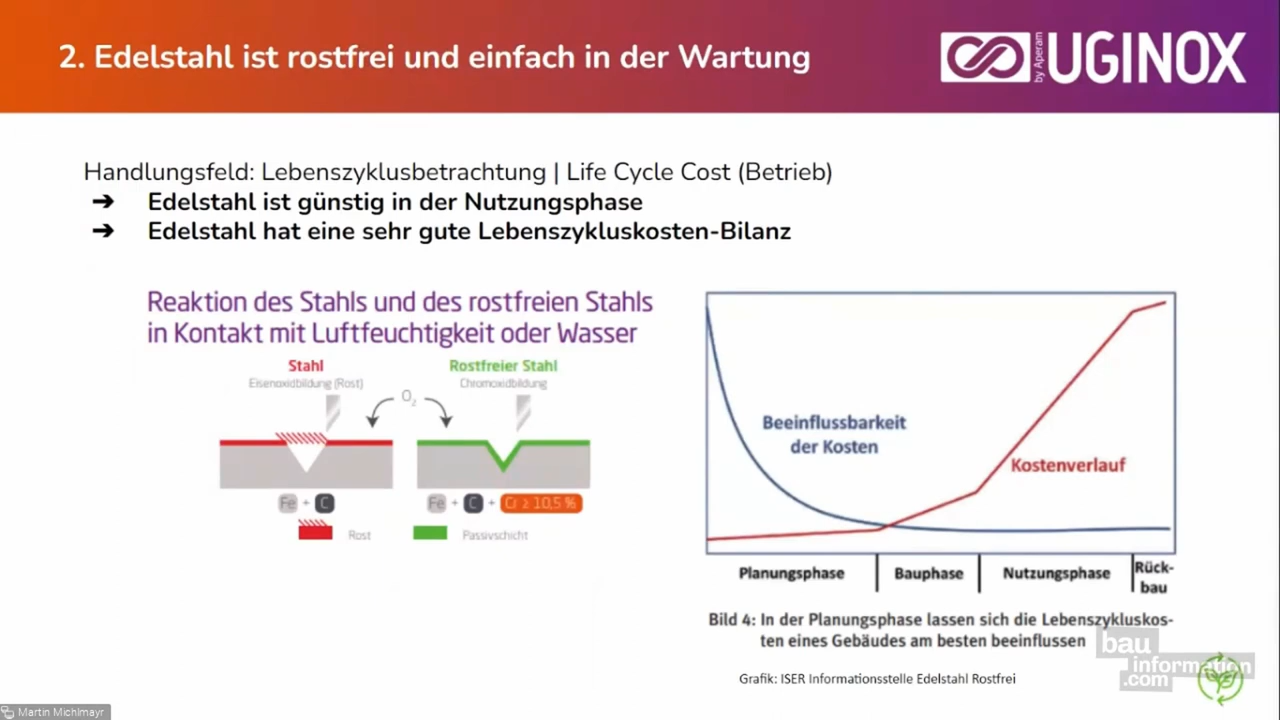 2. Edelstahl ist rostfrei und einfach in der Wartung
by Aperam UGINOX
Handlungsfeld: Lebenszyklusbetrachtung | Life Cycle Cost (Betrieb)
➔ Edelstahl ist günstig in der Nutzungsphase
➔ Edelstahl hat eine sehr gute Lebenszykluskosten-Bilanz
Reaktion des Stahls und des rostfreien Stahls
in Kontakt mit Luftfeuchtigkeit oder Wasser
Stahl
Eisenoxidbildung (Rost)
O₂
Rostfreier Stahl
Chromoxidbildung
Fe + C
Fe + C + Cr ≥ 10,5 %
Rost
Passivschicht
Beeinflussbarkeit
der Kosten
Kostenverlauf
Planungsphase
Bauphase
Nutzungsphase
Rück-
bau
Bild 4: In der Planungsphase lassen sich die Lebenszykluskos-
ten eines Gebäudes am besten beeinflussen
Grafik: ISER Informationsstelle Edelstahl Rostfrei
bau
information
.com
Martin Michlmayr